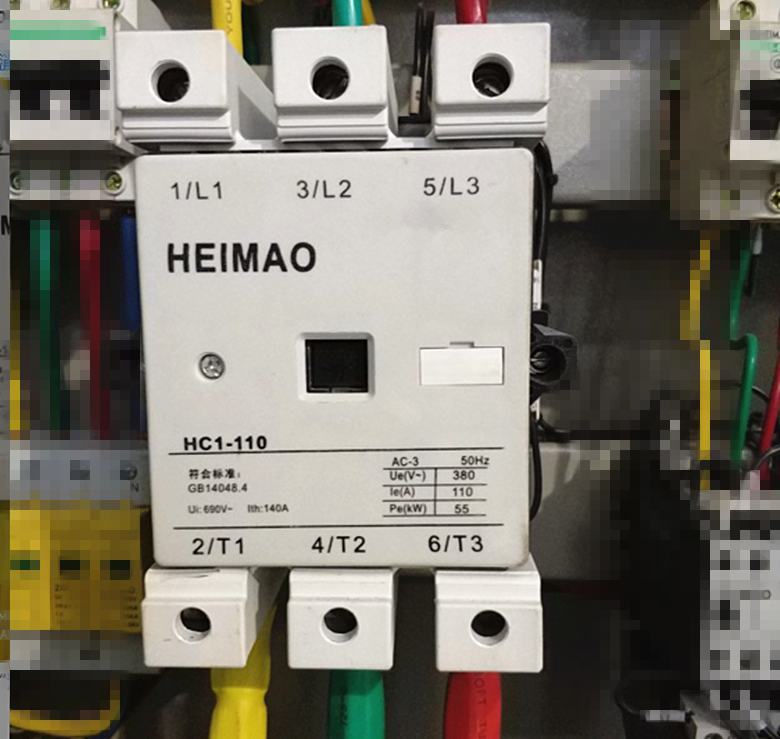 1/L1 3/L2 5/L3
HEIMAO
HC1-110
符合标准:
GB14048.4
Ui: 690V~ Ith:140A
AC-3 50Hz
Ue(V~) 380
Ie(A) 110
Pe(kW) 55
2/T1 4/T2 6/T3